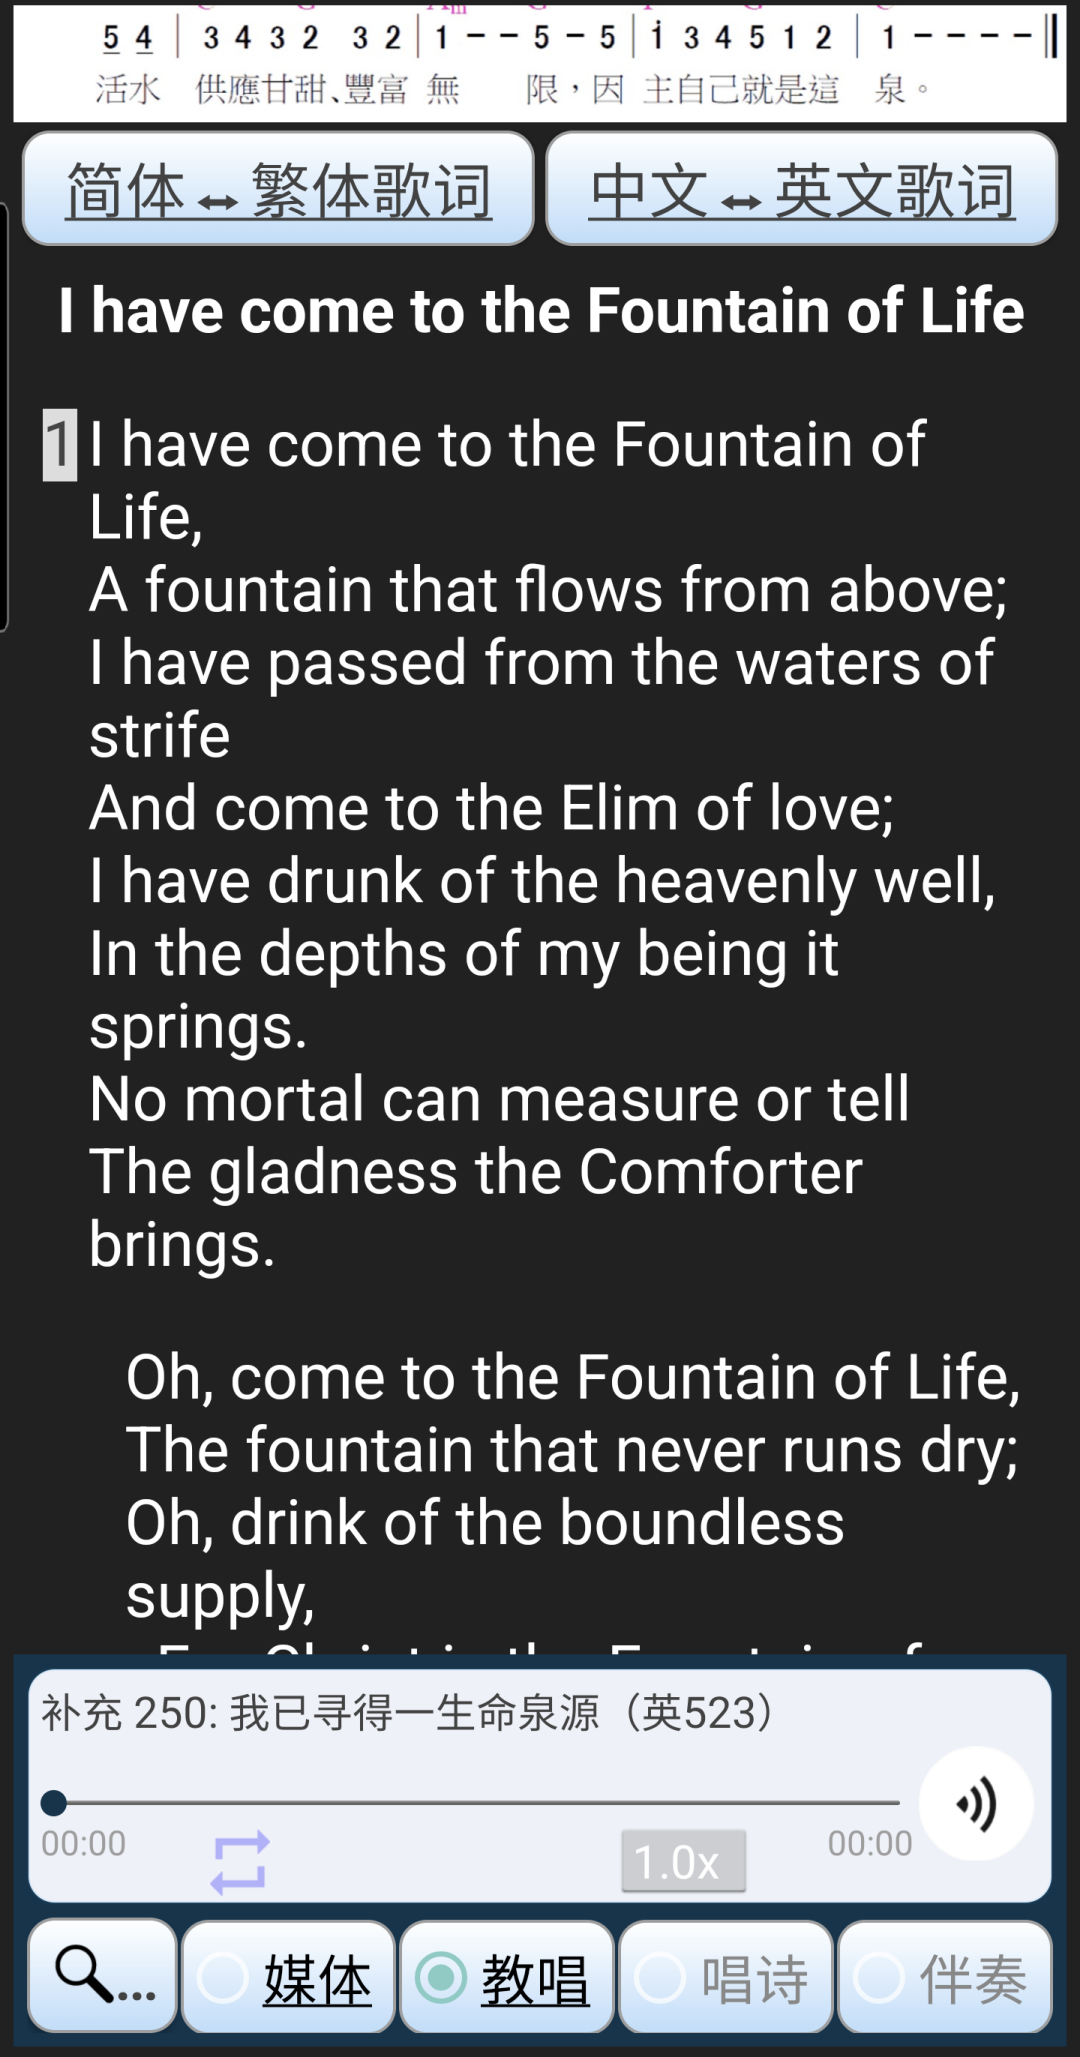 Am
5 4 | 3 4 3 2 3 2 | 1 - - 5 - 5 | i 3 4 5 1 2 | 1 - - - - ||
活水 供應甘甜、豐富 無 限，因 主自己就是這 泉。
简体↔繁体歌词 中文↔英文歌词
I have come to the Fountain of Life
1 I have come to the Fountain of
Life,
A fountain that flows from above;
I have passed from the waters of
strife
And come to the Elim of love;
I have drunk of the heavenly well,
In the depths of my being it
springs.
No mortal can measure or tell
The gladness the Comforter
brings.
Oh, come to the Fountain of Life,
The fountain that never runs dry;
Oh, drink of the boundless
supply,
补充 250: 我已寻得一生命泉源（英523）
00:00 1.0x 00:00
... 媒体 教唱 唱诗 伴奏